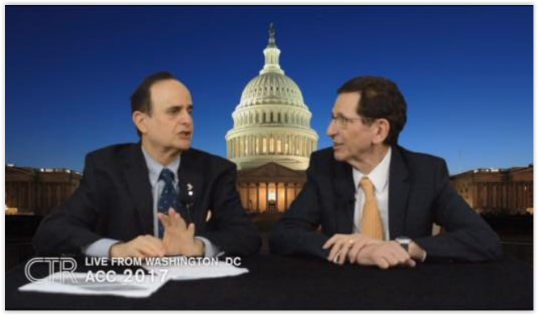 CTR
LIVE FROM WASHINGTON, DC
ACC 2017